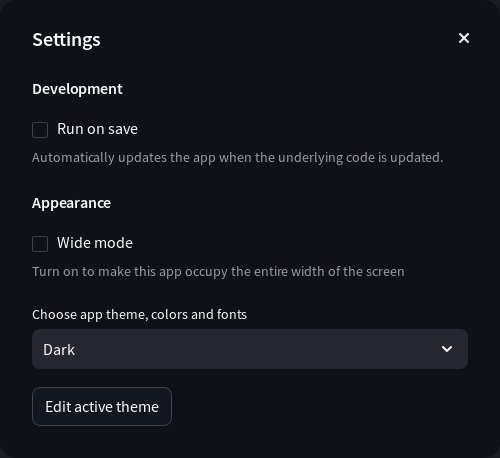 Settings
Development
Run on save
Automatically updates the app when the underlying code is updated.
Appearance
Wide mode
Turn on to make this app occupy the entire width of the screen
Choose app theme, colors and fonts
Dark
Edit active theme